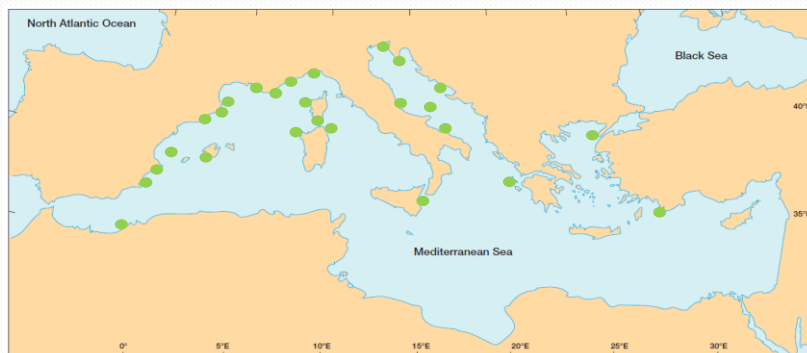 North Atlantic Ocean
Black Sea
40°
35°
Mediterranean Sea
0°
5°E
10°E
15°E
20°E
25°E
30°E